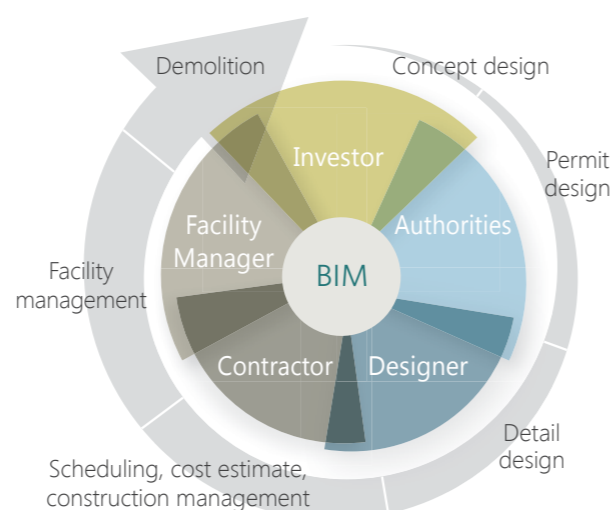 Demolition
Concept design
Investor
Permit
design
Facility
Manager
Authorities
BIM
Facility
management
Contractor
Designer
Detail
design
Scheduling, cost estimate,
construction management